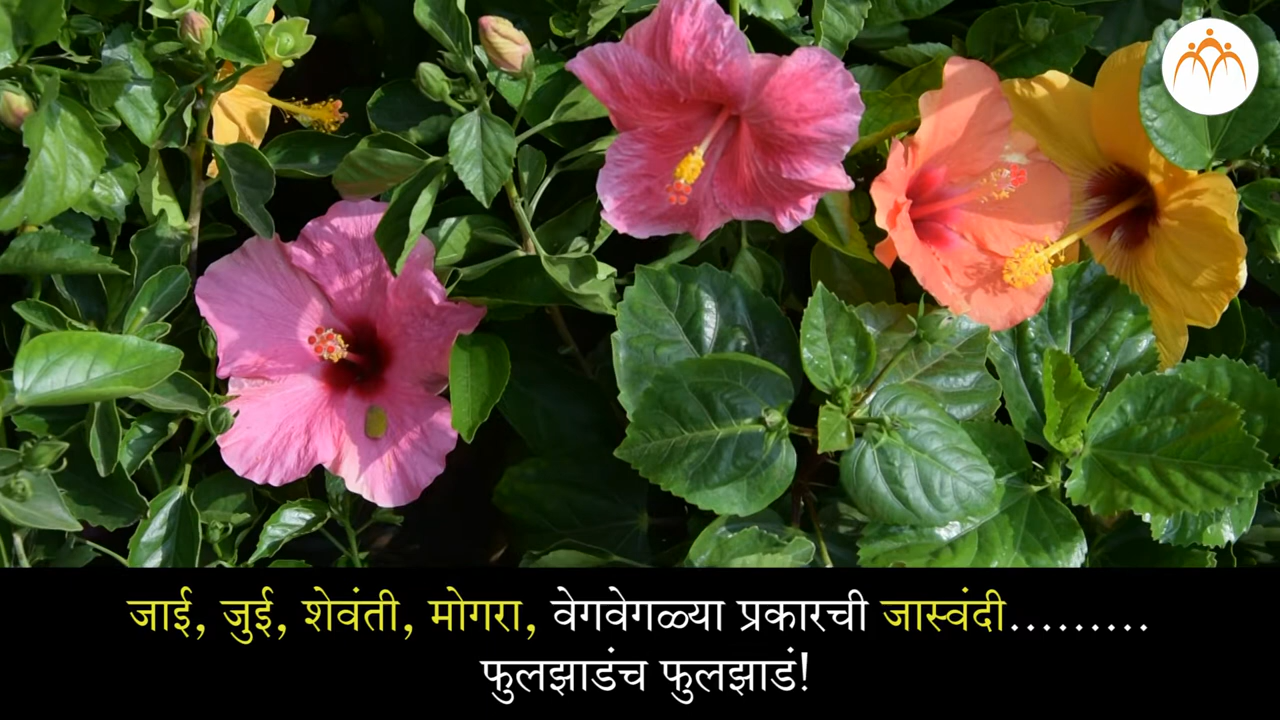 जाई, जुई, शेवंती, मोगरा, वेगवेगळ्या प्रकारची जास्वंदी.........
फुलझाडंच फुलझाडं!